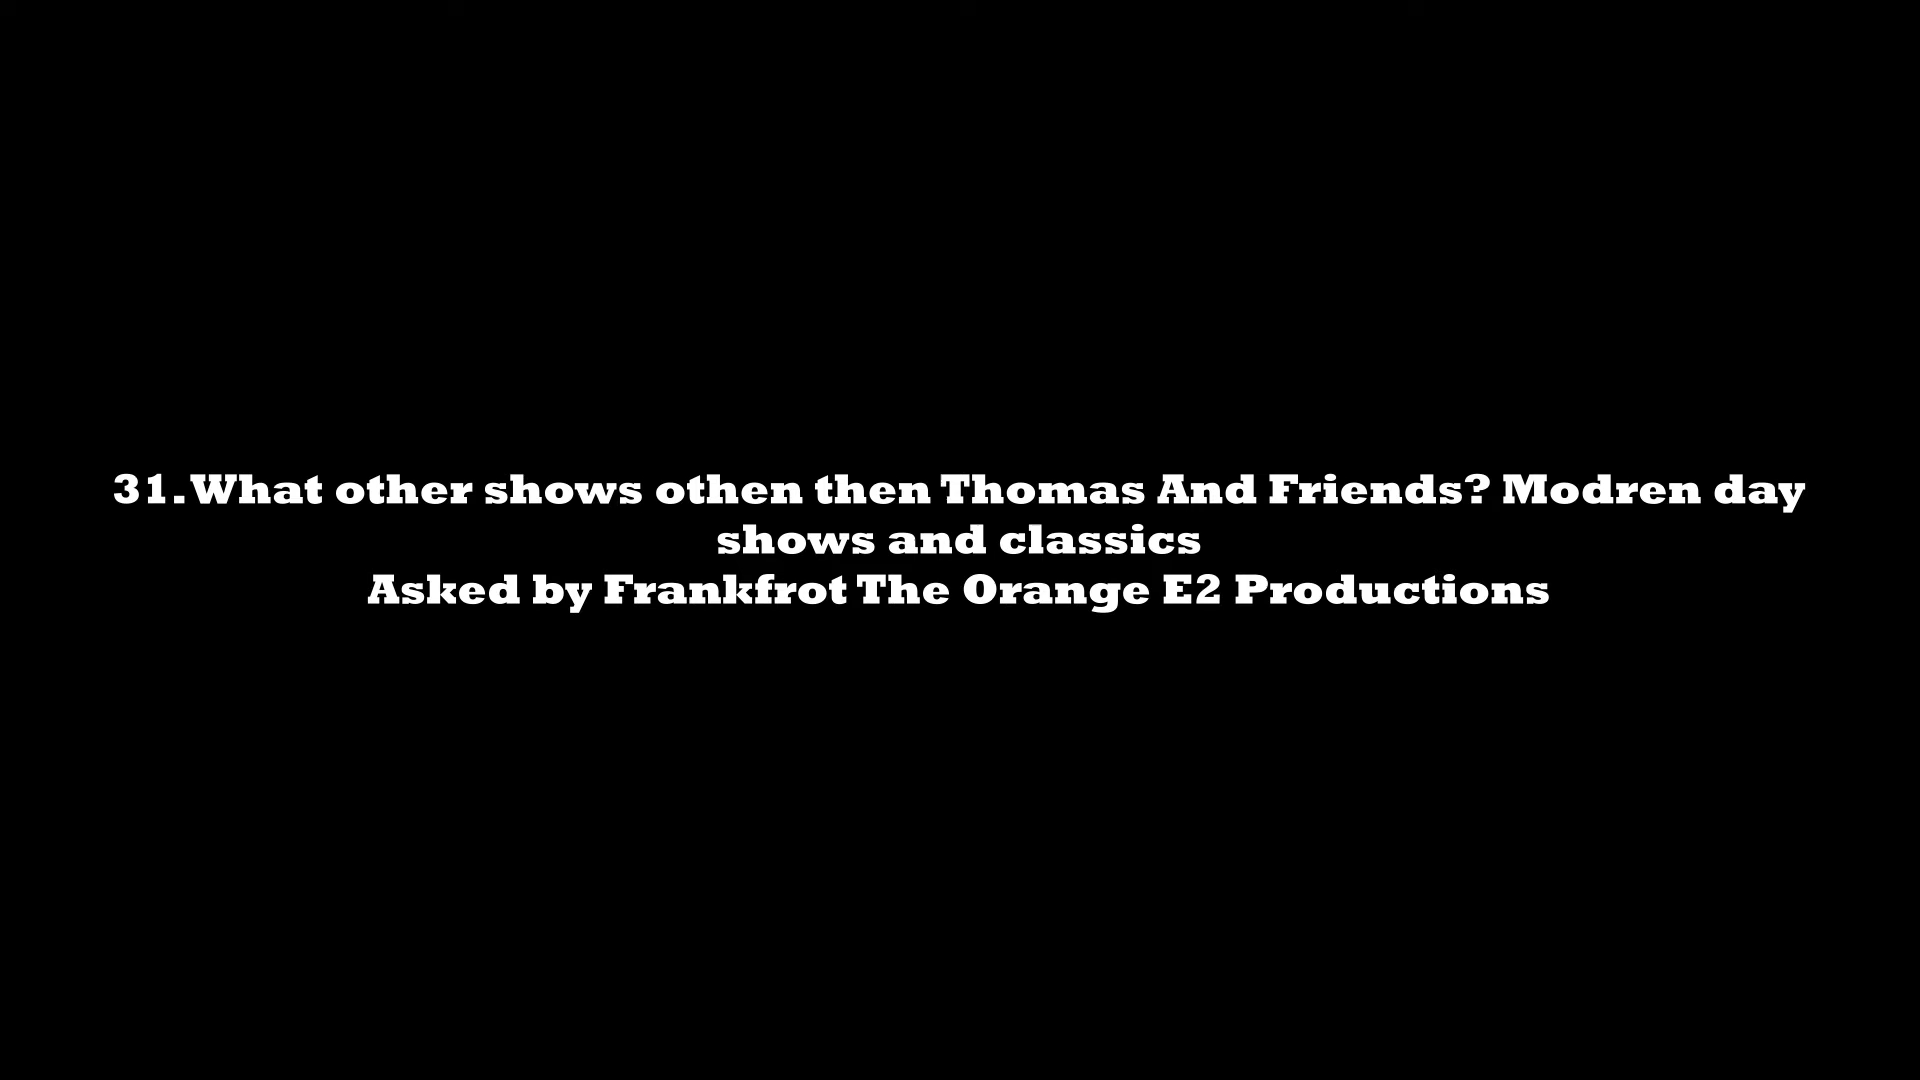 31.What other shows othen then Thomas And Friends? Modren day
shows and classics
Asked by Frankfrot The Orange E2 Productions